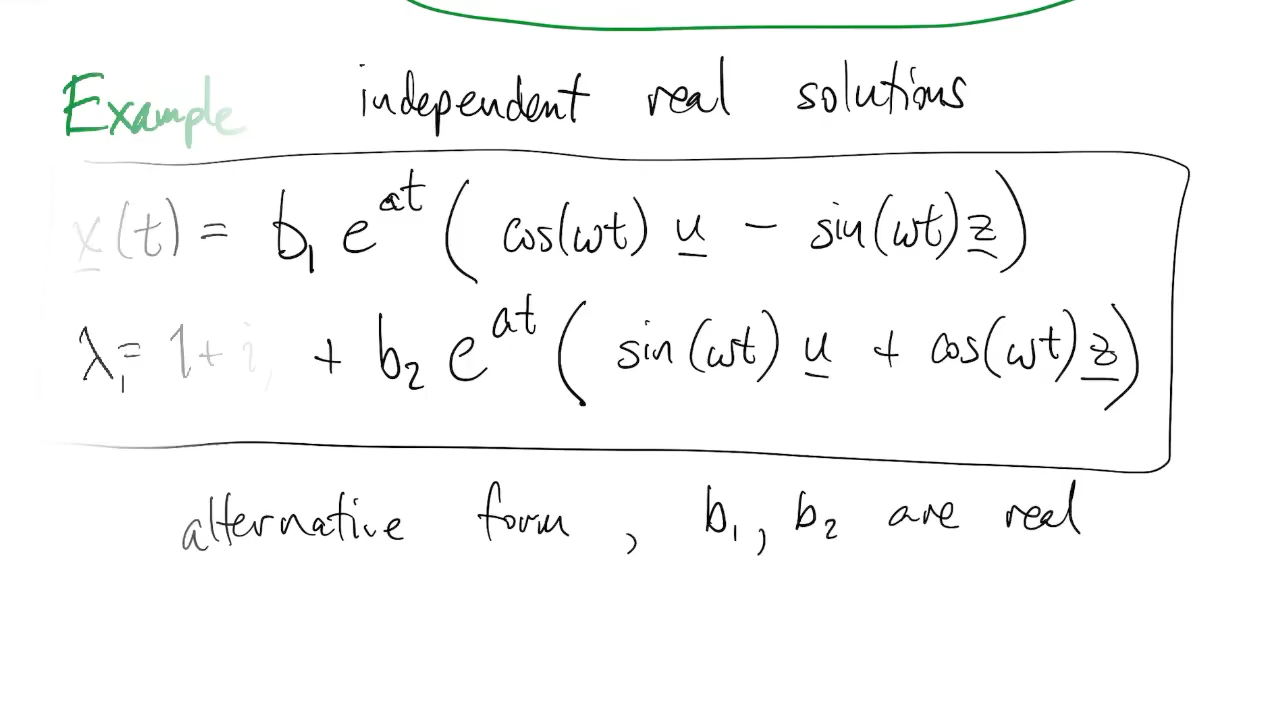 Example independent real solutions
x(t) = b₁ e^{at} ( cos(ωt) u − sin(ωt) z )
λ₁ = 1 + i, + b₂ e^{at} ( sin(ωt) u + cos(ωt) z )
alternative form , b₁, b₂ are real